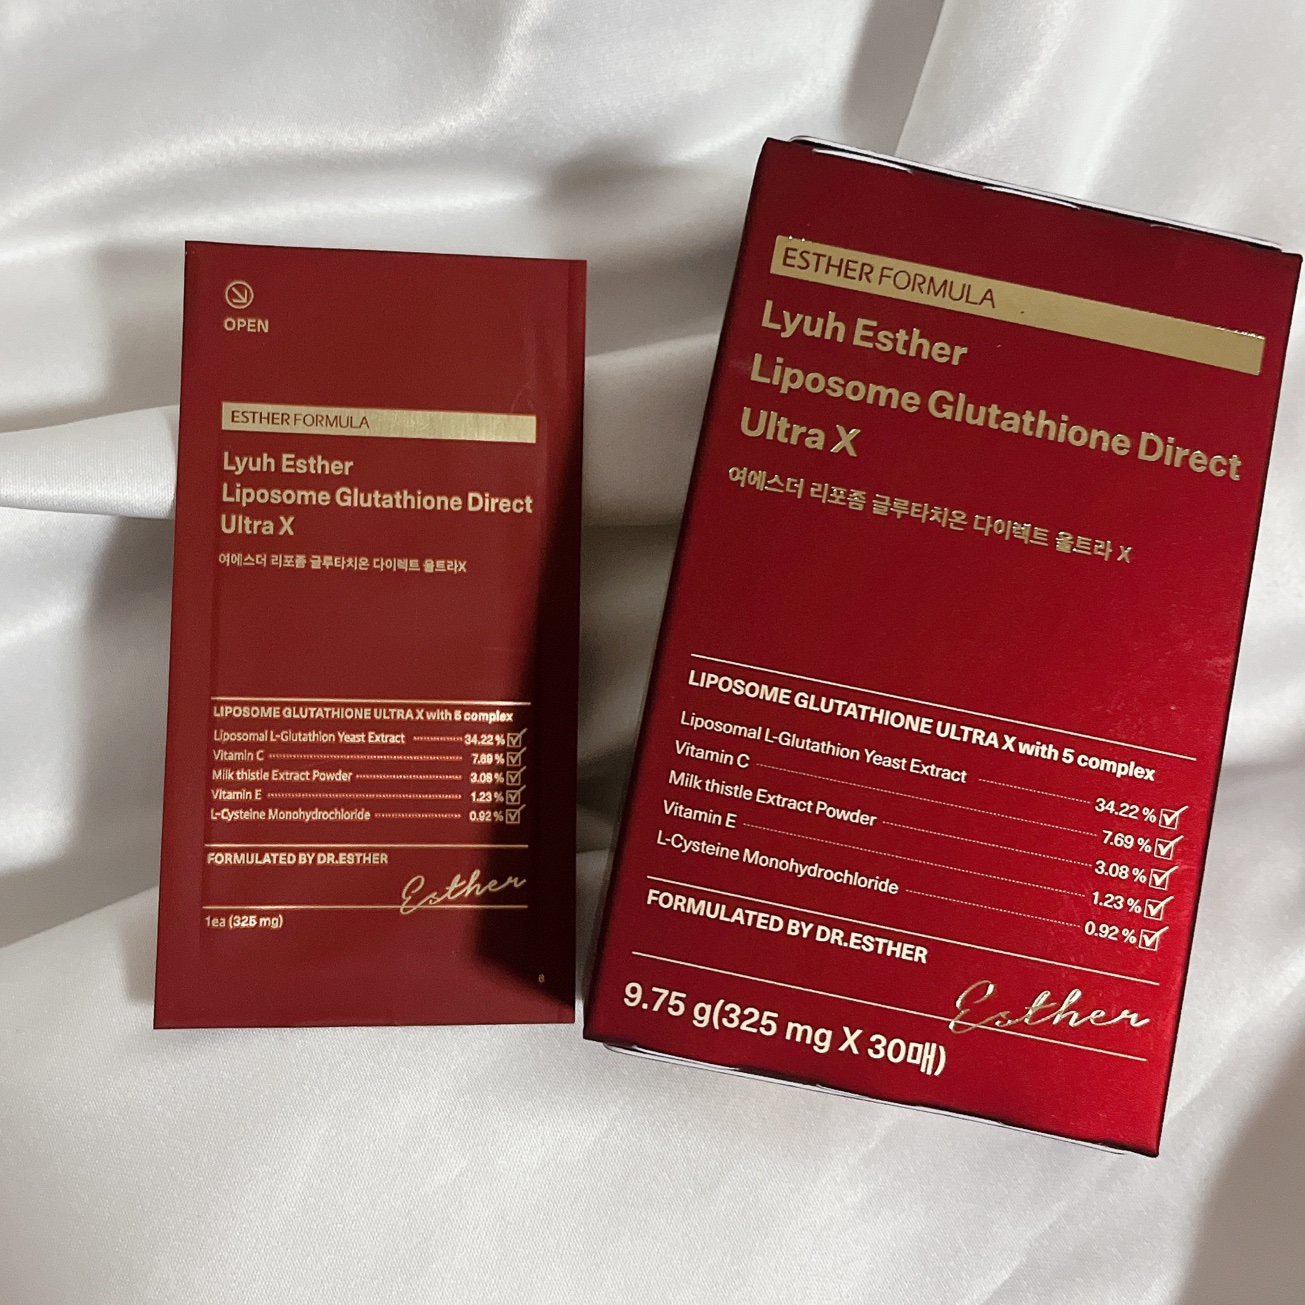 OPEN
ESTHER FORMULA
Lyuh Esther
Liposome Glutathione Direct
Ultra X
여에스더 리포좀 글루타치온 다이렉트 울트라X
LIPOSOME GLUTATHIONE ULTRA X with 5 complex
Liposomal L-Glutathion Yeast Extract 34.22 %
Vitamin C 7.69 %
Milk thistle Extract Powder 3.08 %
Vitamin E 1.23 %
L-Cysteine Monohydrochloride 0.92 %
FORMULATED BY DR.ESTHER
Esther
1ea (325 mg)
8
ESTHER FORMULA
Lyuh Esther
Liposome Glutathione Direct
Ultra X
여에스더 리포좀 글루타치온 다이렉트 울트라 X
LIPOSOME GLUTATHIONE ULTRA X with 5 complex
Liposomal L-Glutathion Yeast Extract 34.22 %
Vitamin C 7.69 %
Milk thistle Extract Powder 3.08 %
Vitamin E 1.23 %
L-Cysteine Monohydrochloride 0.92 %
FORMULATED BY DR.ESTHER
Esther
9.75 g(325 mg X 30매)